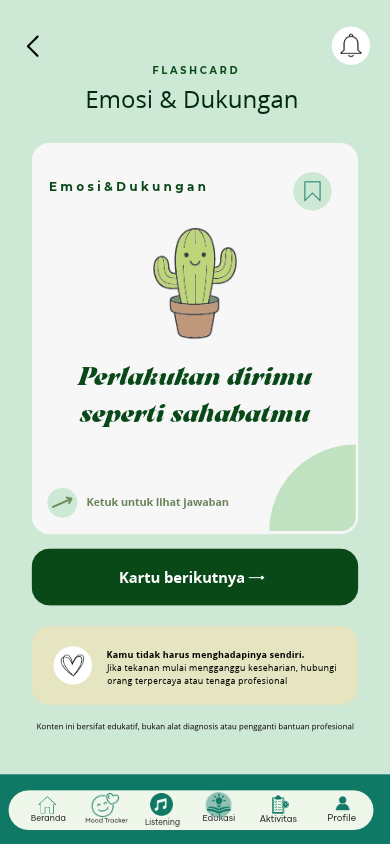 FLASHCARD
Emosi & Dukungan
Emosi&Dukungan
Perlakukan dirimu
seperti sahabatmu
Ketuk untuk lihat jawaban
Kartu berikutnya →
Kamu tidak harus menghadapinya sendiri.
Jika tekanan mulai mengganggu keseharian, hubungi
orang terpercaya atau tenaga profesional
Konten ini bersifat edukatif, bukan alat diagnosis atau pengganti bantuan profesional
Beranda Mood Tracker Listening Edukasi Aktivitas Profile